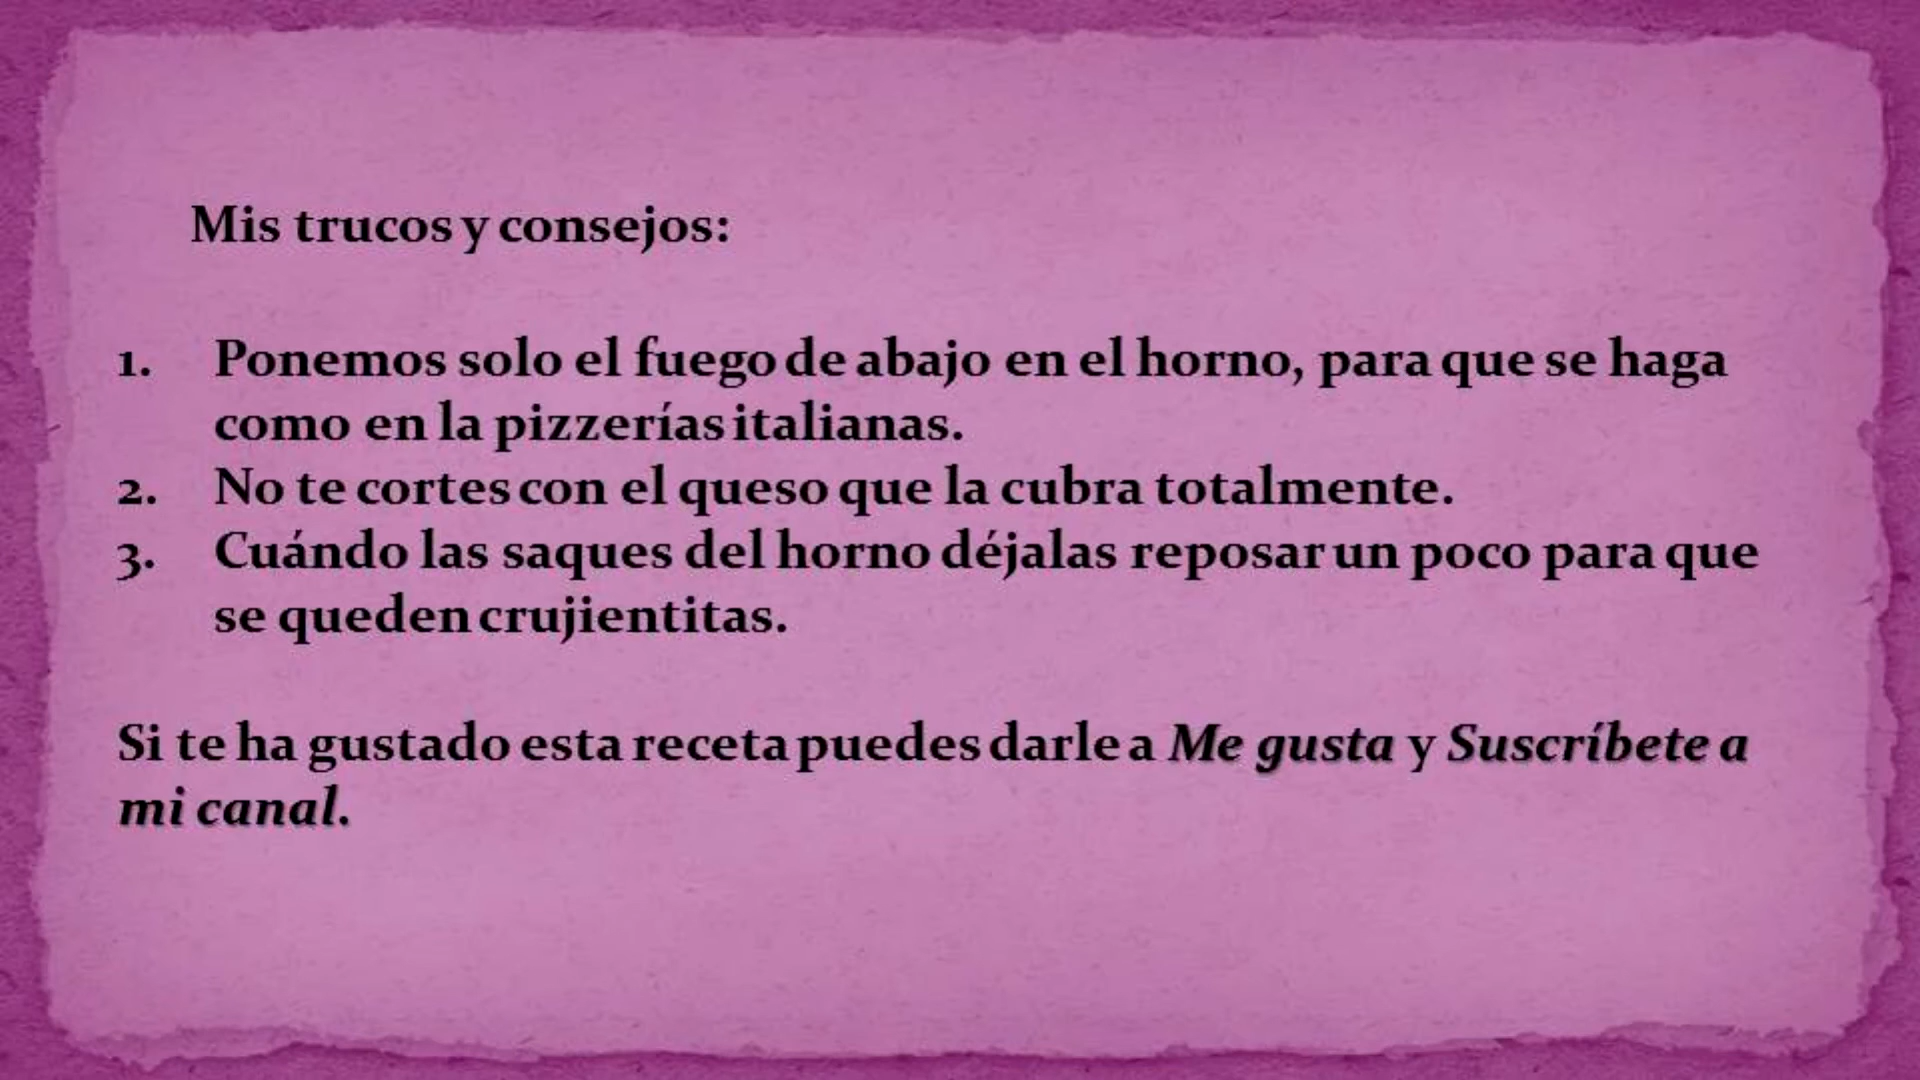 Mis trucos y consejos:
1. Ponemos solo el fuego de abajo en el horno, para que se haga
como en la pizzerías italianas.
2. No te cortes con el queso que la cubra totalmente.
3. Cuándo las saques del horno déjalas reposar un poco para que
se queden crujientitas.
Si te ha gustado esta receta puedes darle a Me gusta y Suscríbete a
mi canal.